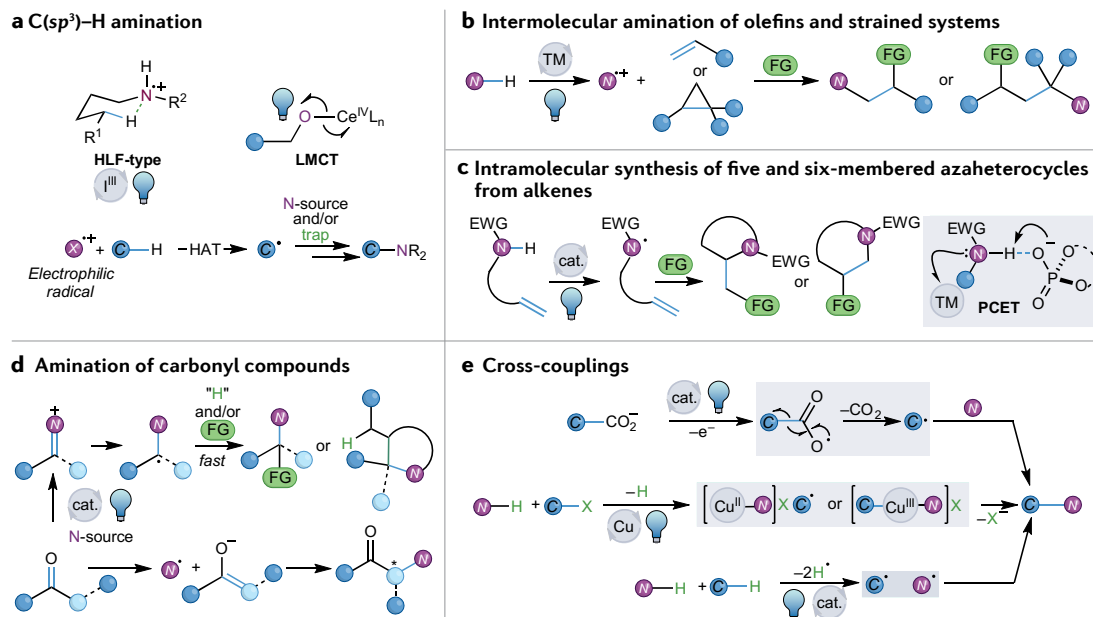 a C(sp³)–H amination
H
N•+
H
R²
R¹
HLF-type
Iᴵᴵᴵ
O
CeᴵⱽLₙ
LMCT
X•+ + C H –HAT C•
N-source
and/or
trap
C NR₂
Electrophilic
radical
b Intermolecular amination of olefins and strained systems
N H
TM
N•+ +
or
FG
FG
N
or
FG
N
c Intramolecular synthesis of five and six-membered azaheterocycles
from alkenes
EWG
N H
cat.
EWG
N•
FG
N
EWG
FG
or
EWG
N
FG
EWG
:N H
O⁻
P
O⁻
O
O⁻
TM
PCET
d Amination of carbonyl compounds
+
N
N
•
"H"
and/or
FG
fast
N
FG
or
H
N
cat.
N-source
O
N• +
O⁻
O
N
*
e Cross-couplings
C CO₂⁻
cat.
–e⁻
C
O
O•
–CO₂
C•
N
N H + C X
–H
Cu
[Cuᴵᴵ N]X C• or [C Cuᴵᴵᴵ N]X
–X⁻
C N
N H + C H
–2H•
cat.
C• N•